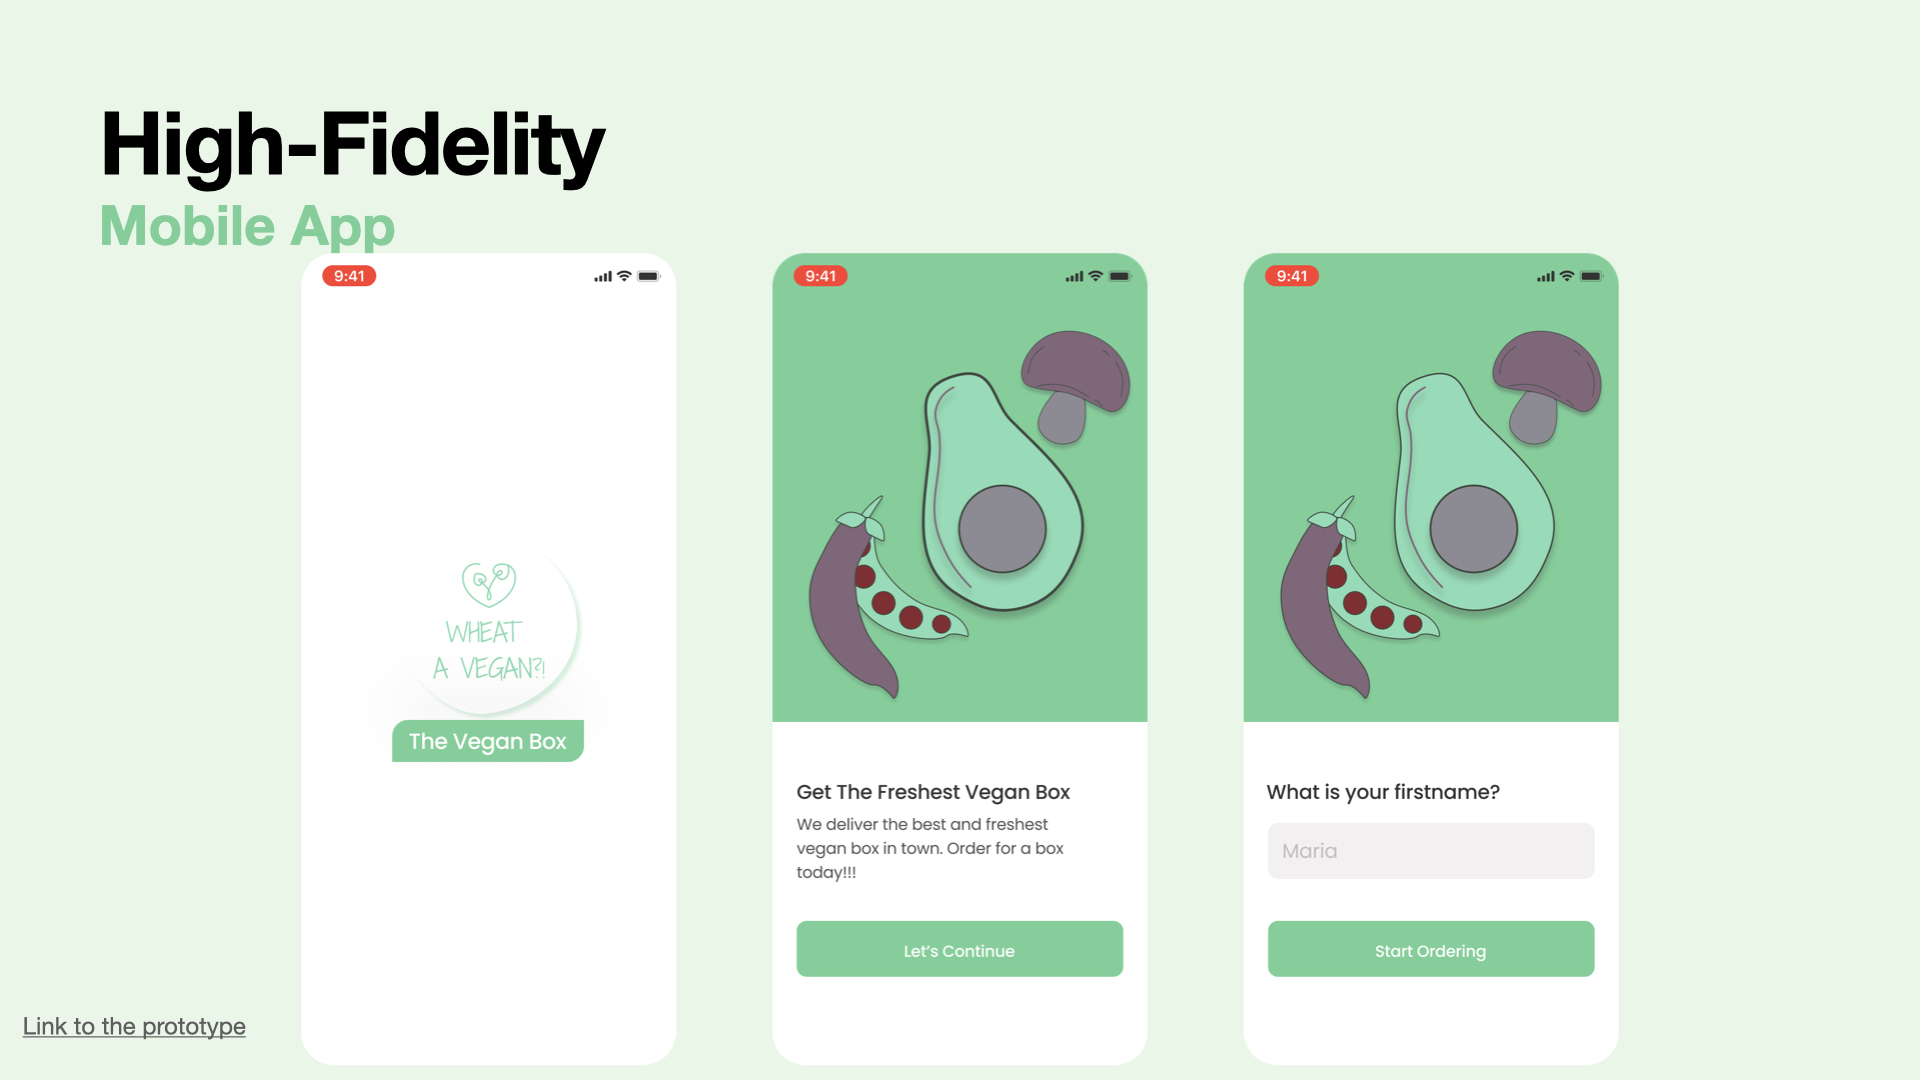 High-Fidelity
Mobile App
9:41
WHEAT
A VEGAN?!
The Vegan Box
9:41
Get The Freshest Vegan Box
We deliver the best and freshest
vegan box in town. Order for a box
today!!!
Let's Continue
9:41
What is your firstname?
Maria
Start Ordering
Link to the prototype